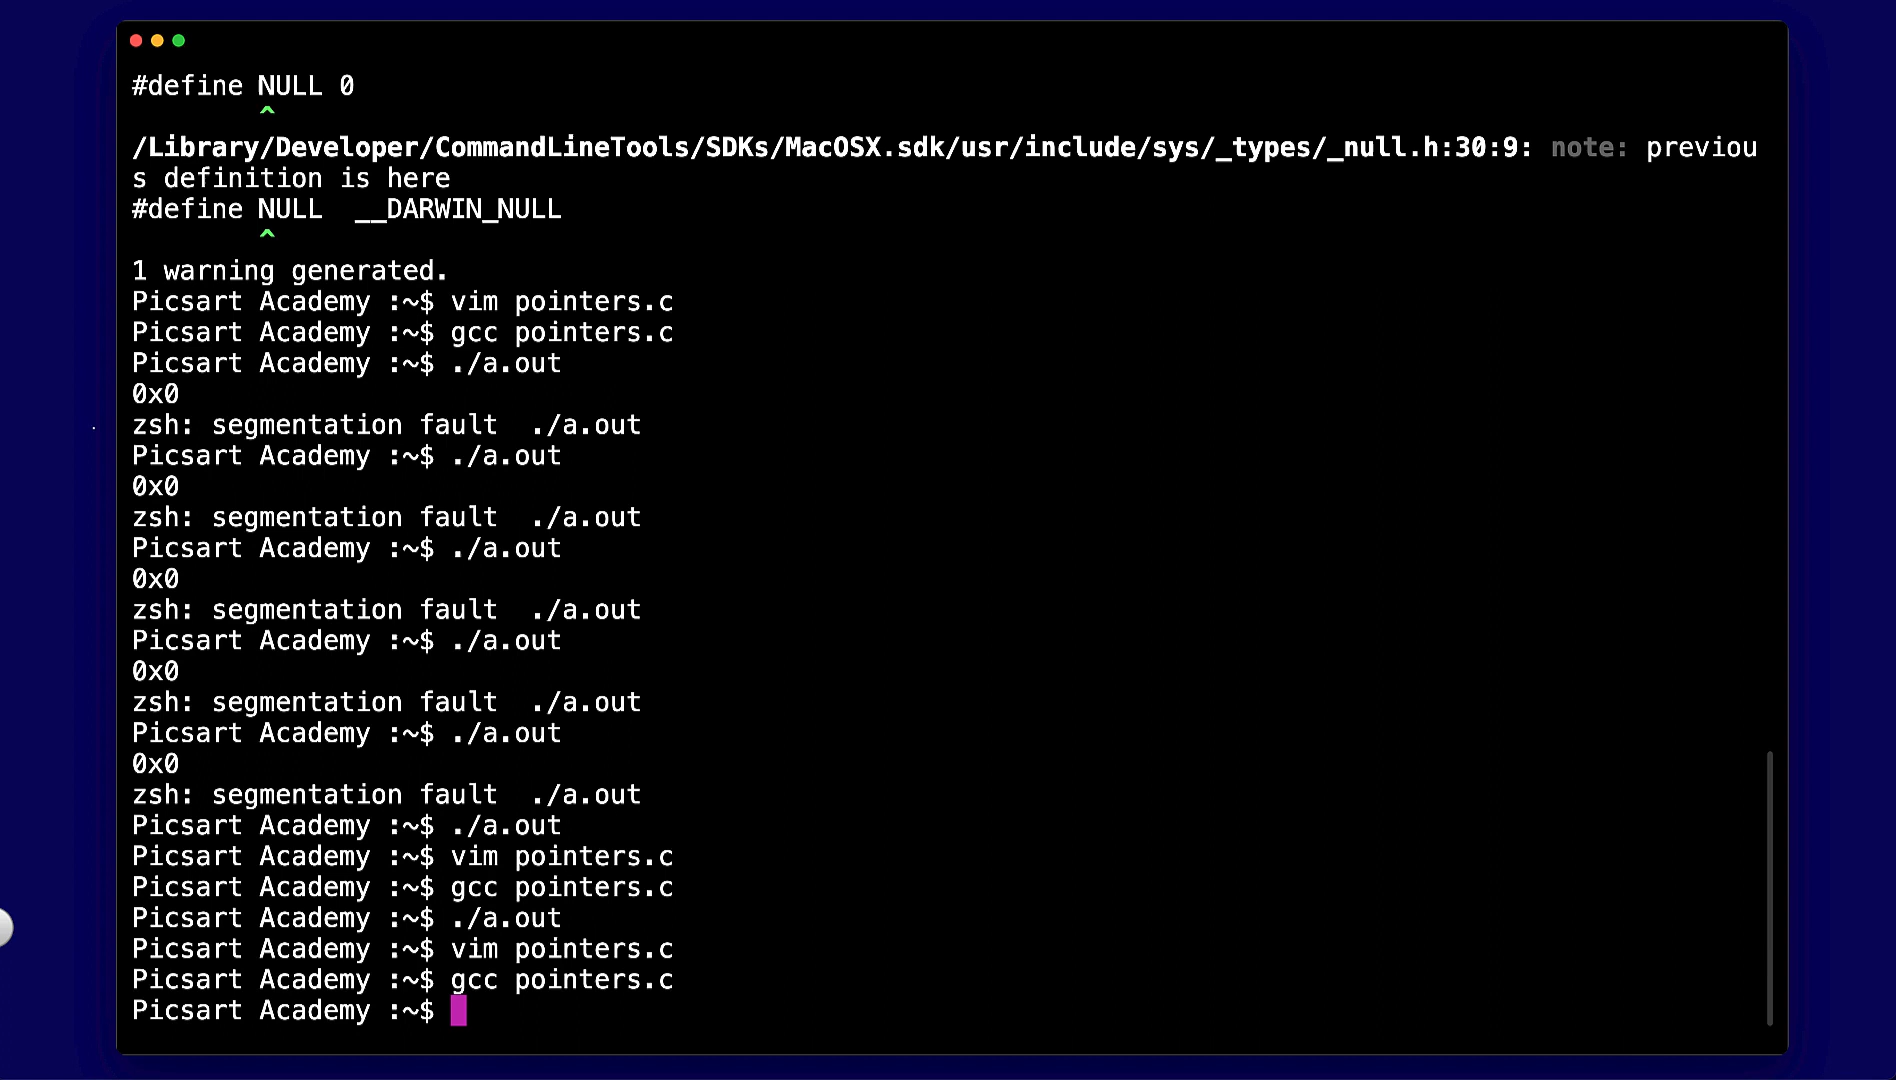 #define NULL 0
^
/Library/Developer/CommandLineTools/SDKs/MacOSX.sdk/usr/include/sys/_types/_null.h:30:9: note: previou
s definition is here
#define NULL  __DARWIN_NULL
^
1 warning generated.
Picsart Academy :~$ vim pointers.c
Picsart Academy :~$ gcc pointers.c
Picsart Academy :~$ ./a.out
0x0
zsh: segmentation fault  ./a.out
Picsart Academy :~$ ./a.out
0x0
zsh: segmentation fault  ./a.out
Picsart Academy :~$ ./a.out
0x0
zsh: segmentation fault  ./a.out
Picsart Academy :~$ ./a.out
0x0
zsh: segmentation fault  ./a.out
Picsart Academy :~$ ./a.out
0x0
zsh: segmentation fault  ./a.out
Picsart Academy :~$ ./a.out
Picsart Academy :~$ vim pointers.c
Picsart Academy :~$ gcc pointers.c
Picsart Academy :~$ ./a.out
Picsart Academy :~$ vim pointers.c
Picsart Academy :~$ gcc pointers.c
Picsart Academy :~$